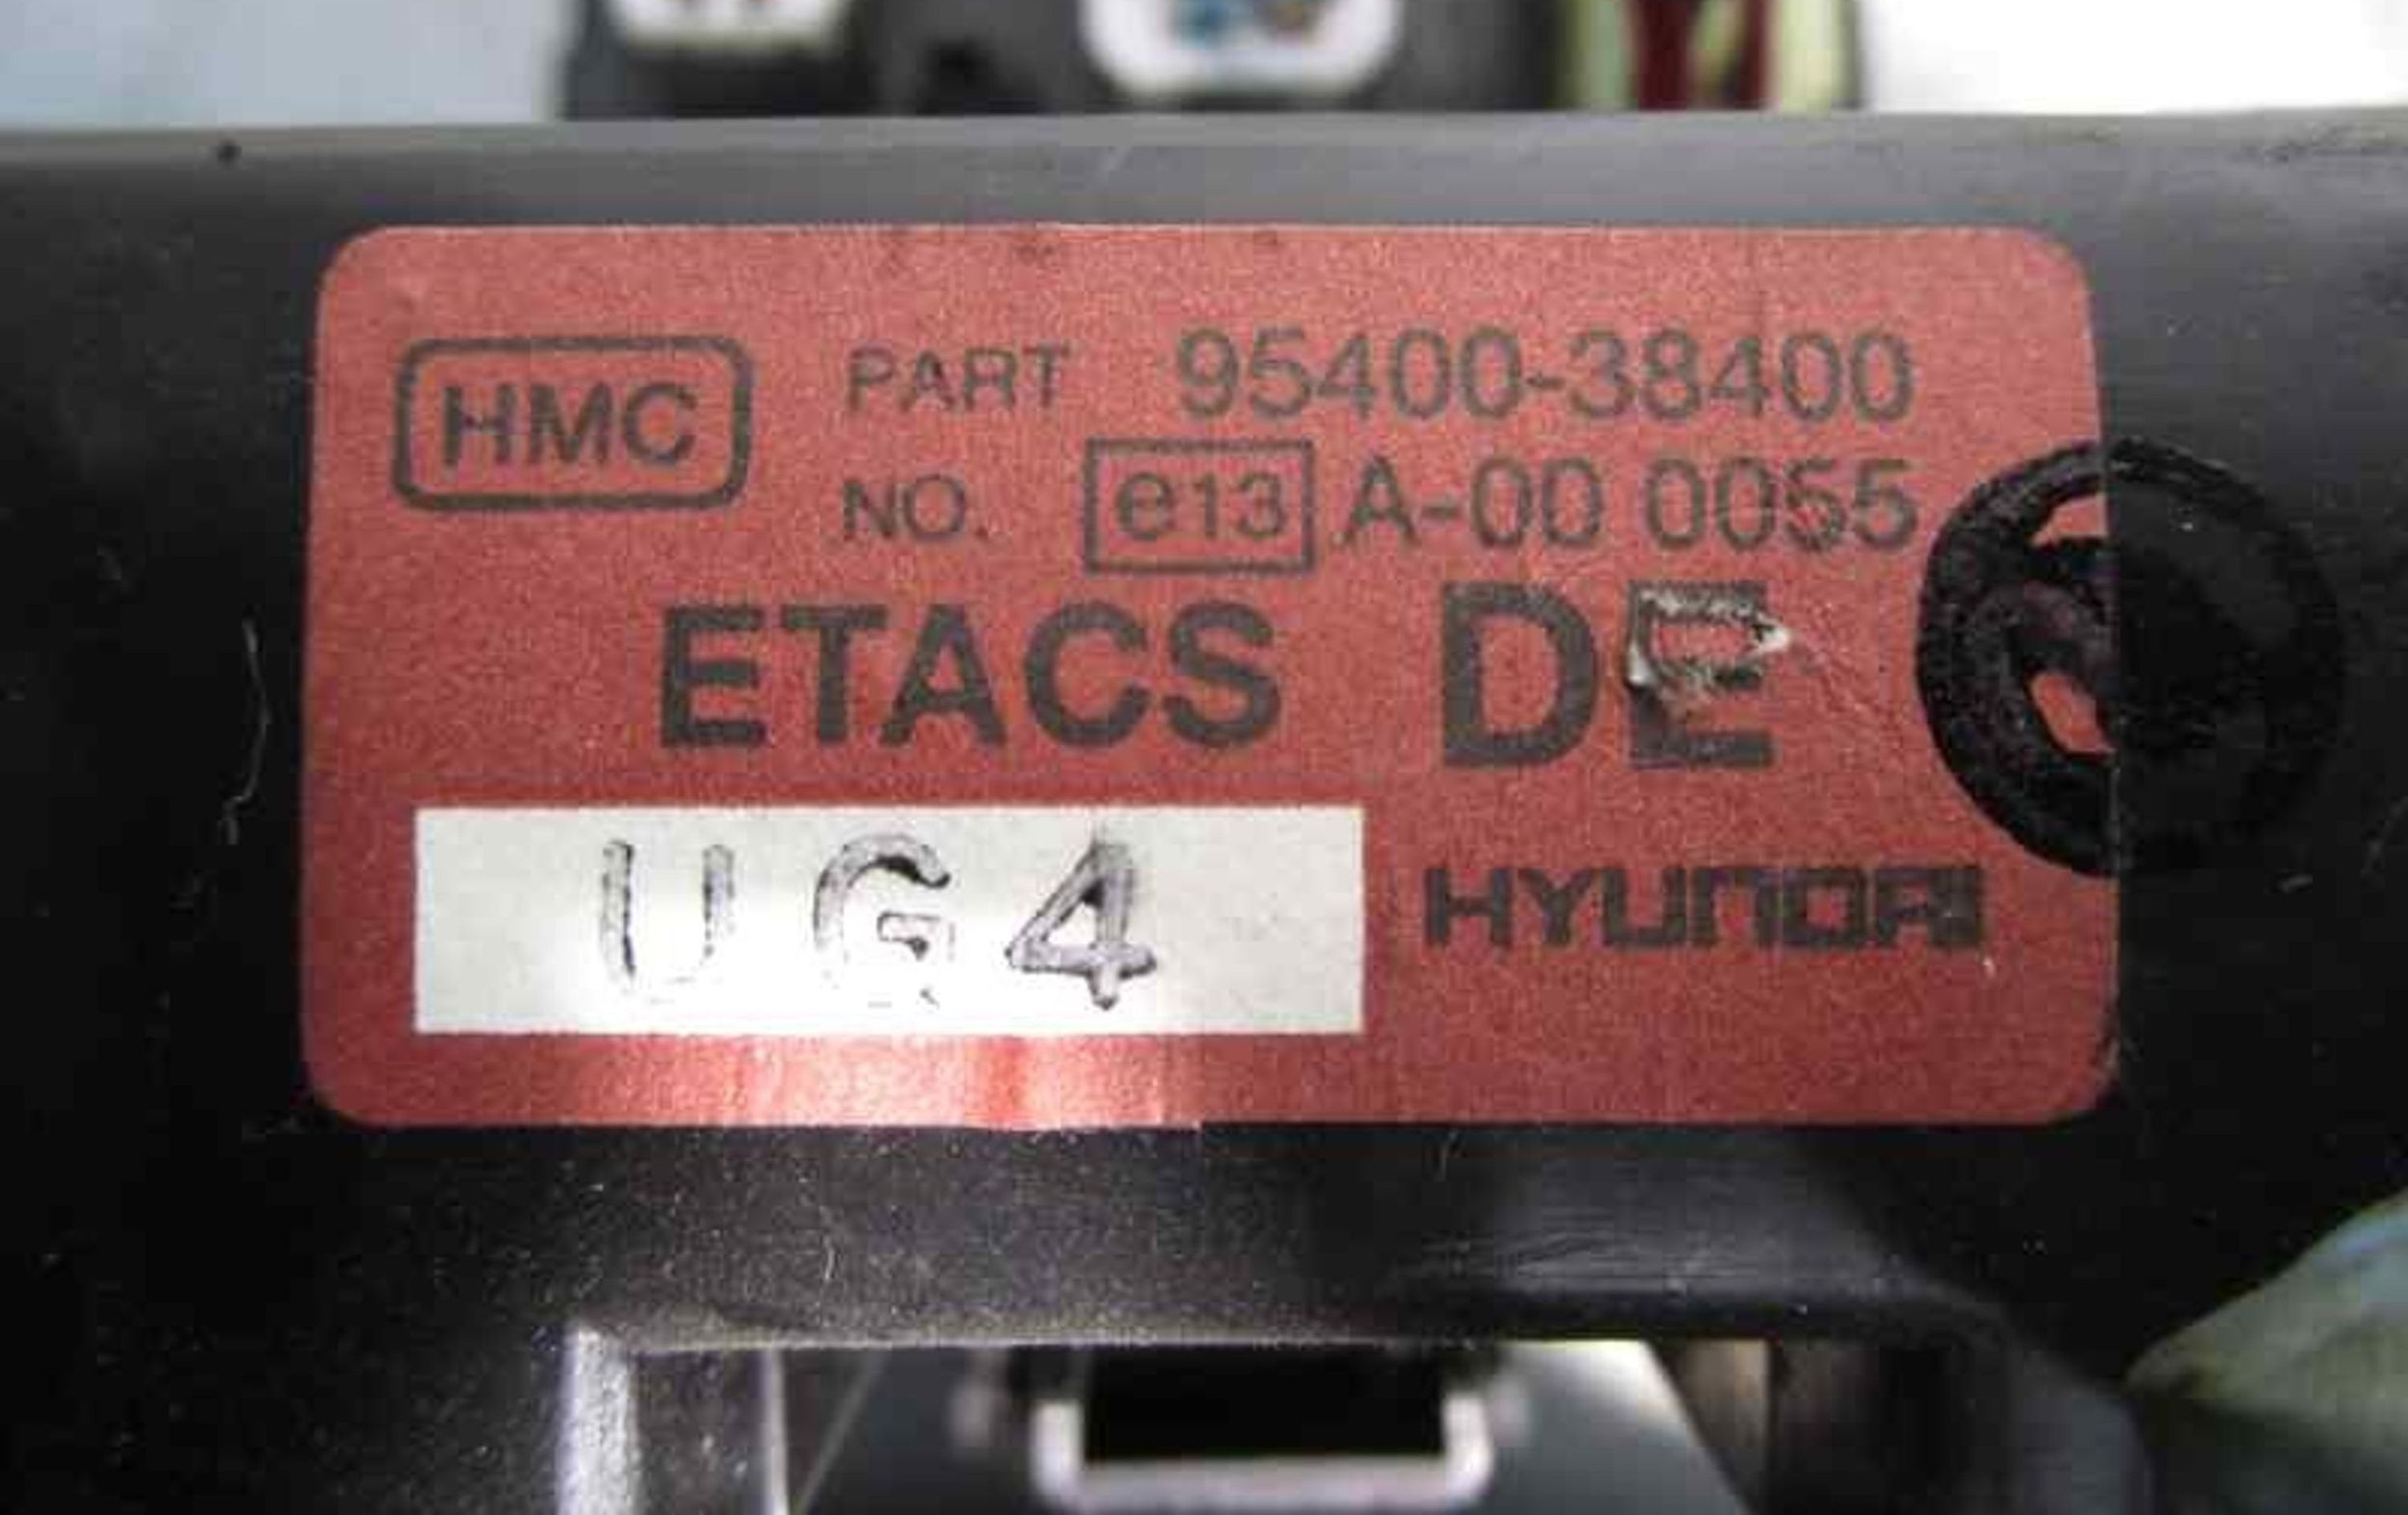 HMC PART 95400-38400
NO. e13 A-00 0055
ETACS DE
UG4 HYUNDAI